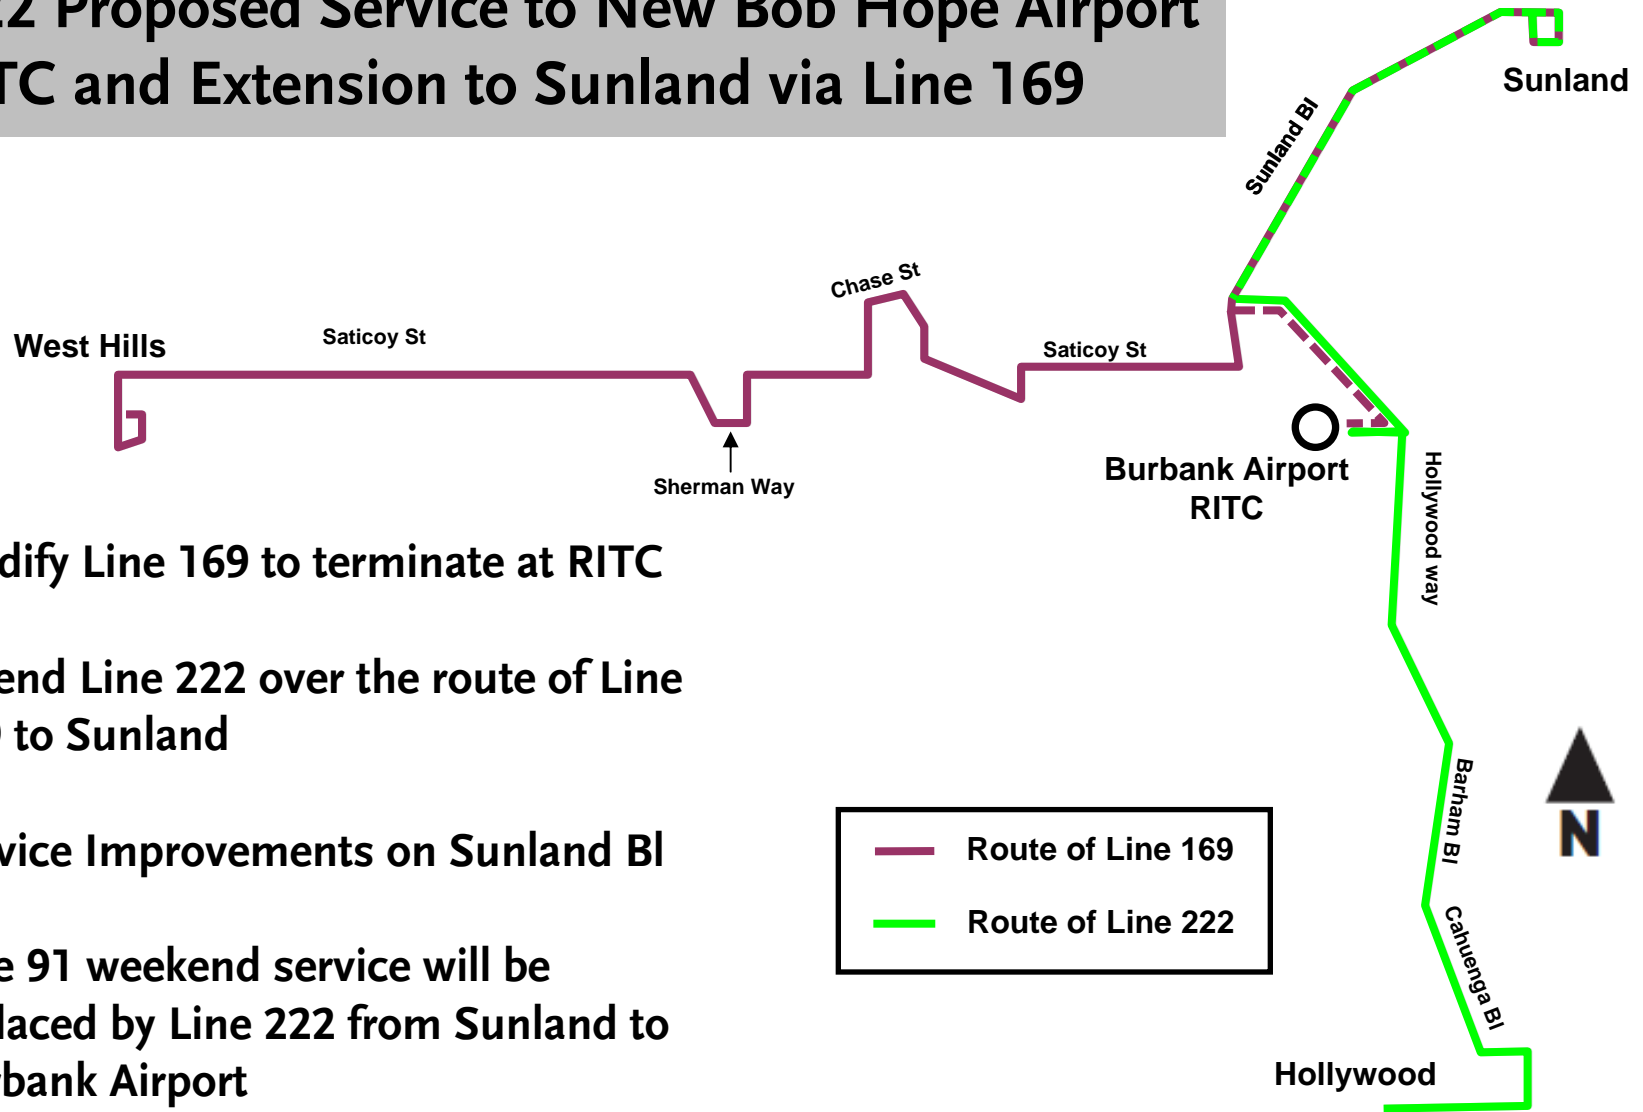 22 Proposed Service to New Bob Hope Airport
TC and Extension to Sunland via Line 169
Sunland
Sunland Bl
Chase St
West Hills
Saticoy St
Saticoy St
Sherman Way
Burbank Airport
RITC
Hollywood way
dify Line 169 to terminate at RITC
end Line 222 over the route of Line
to Sunland
vice Improvements on Sunland Bl
e 91 weekend service will be
laced by Line 222 from Sunland to
bank Airport
Barham Bl
N
Route of Line 169
Route of Line 222
Cahuenga Bl
Hollywood